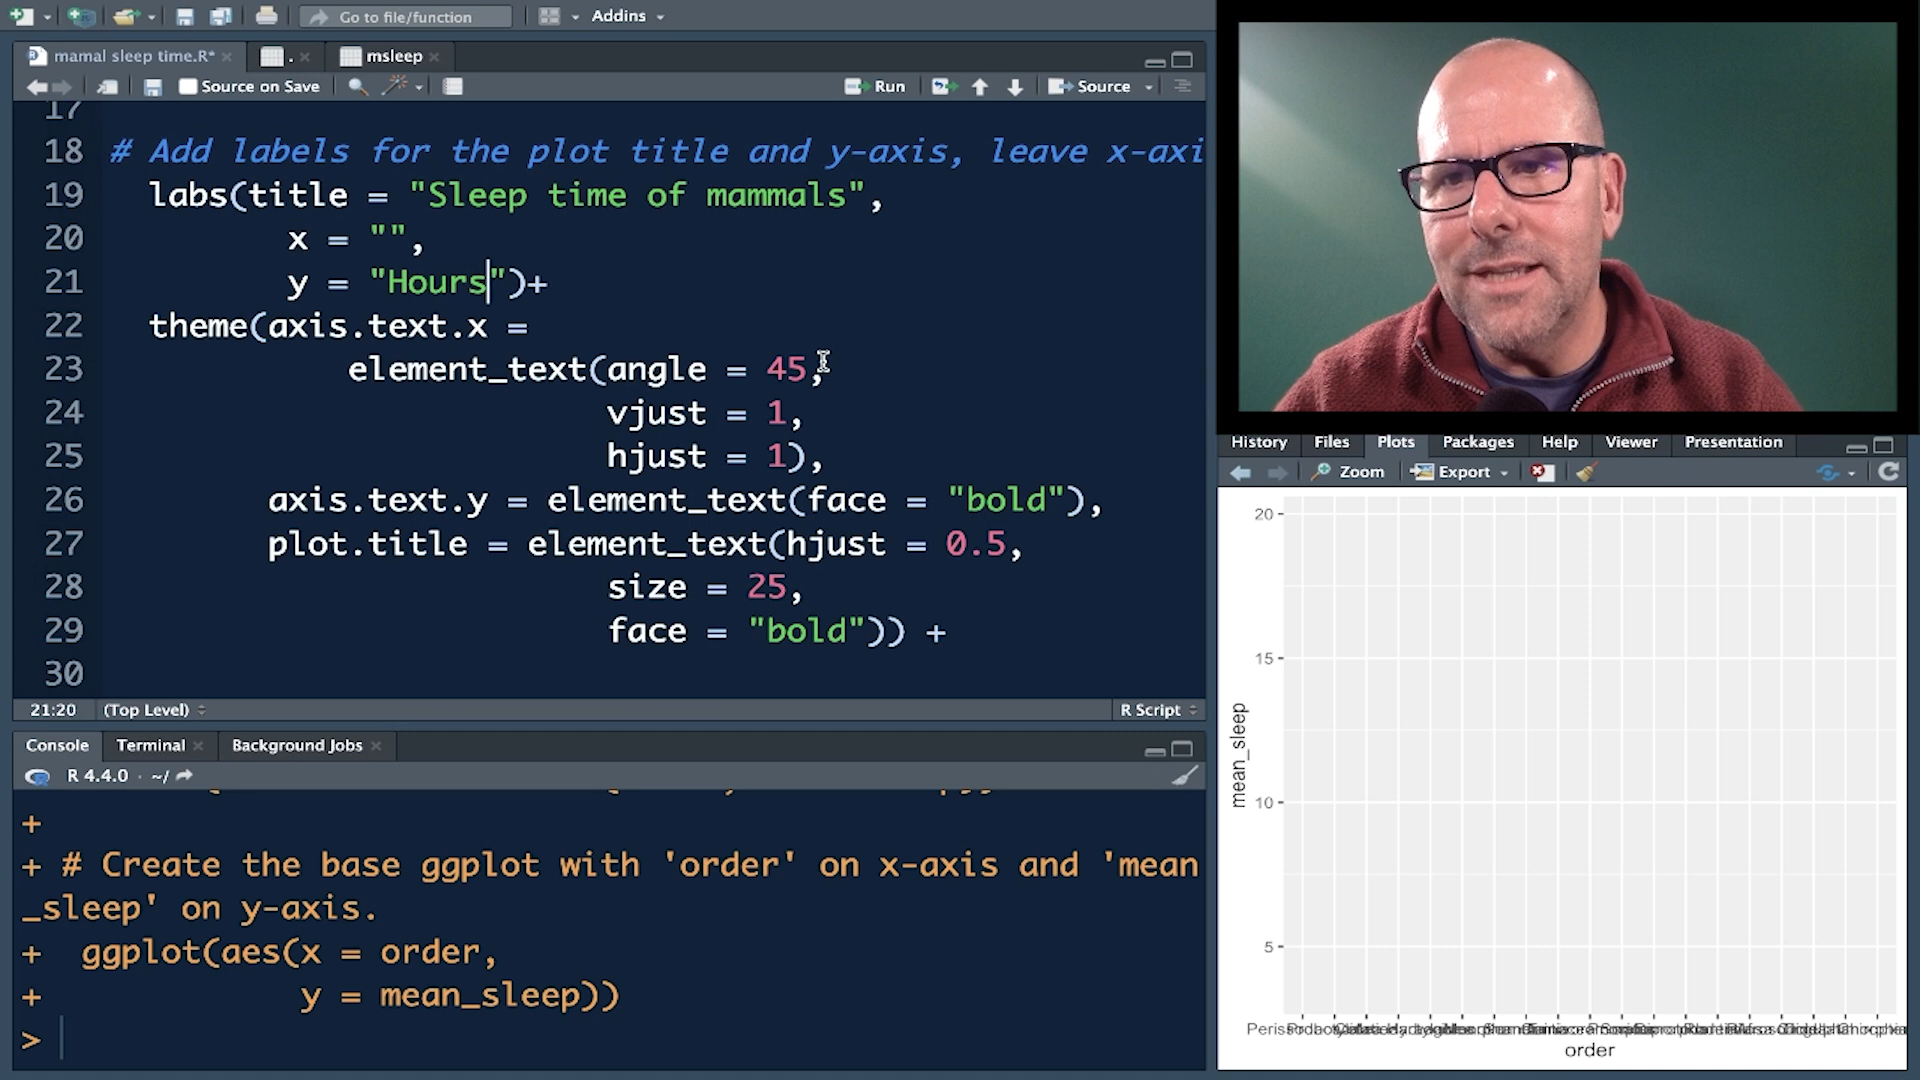 Go to file/function
Addins
mamal sleep time.R*
.
msleep
Source on Save
Run
Source
17
18 # Add labels for the plot title and y-axis, leave x-axi
19 labs(title = "Sleep time of mammals",
20 x = "",
21 y = "Hours")+
22 theme(axis.text.x =
23 element_text(angle = 45,
24 vjust = 1,
25 hjust = 1),
26 axis.text.y = element_text(face = "bold"),
27 plot.title = element_text(hjust = 0.5,
28 size = 25,
29 face = "bold")) +
30
21:20 (Top Level) R Script
Console Terminal Background Jobs
R 4.4.0 · ~/
+
+ # Create the base ggplot with 'order' on x-axis and 'mean
_sleep' on y-axis.
+ ggplot(aes(x = order,
+ y = mean_sleep))
>
History Files Plots Packages Help Viewer Presentation
Zoom Export
20
15
10
5
mean_sleep
order